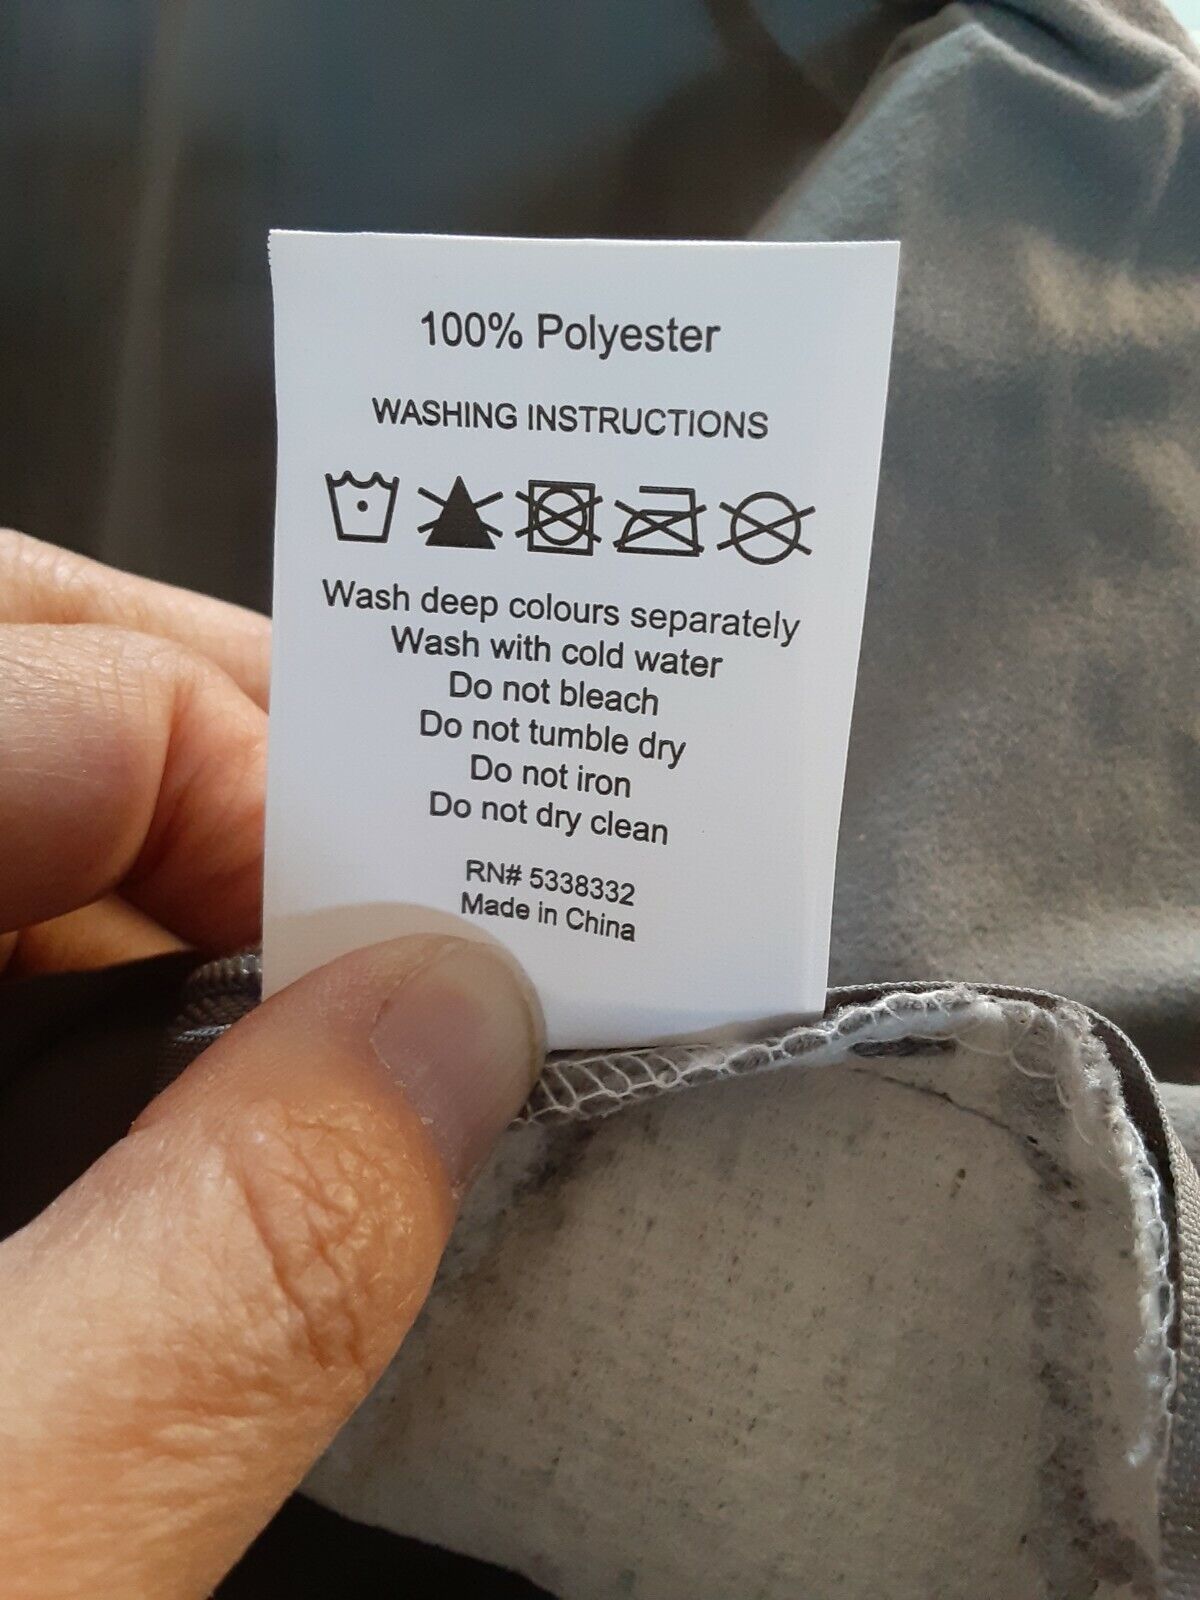 100% Polyester
WASHING INSTRUCTIONS
Wash deep colours separately
Wash with cold water
Do not bleach
Do not tumble dry
Do not iron
Do not dry clean
RN# 5338332
Made in China